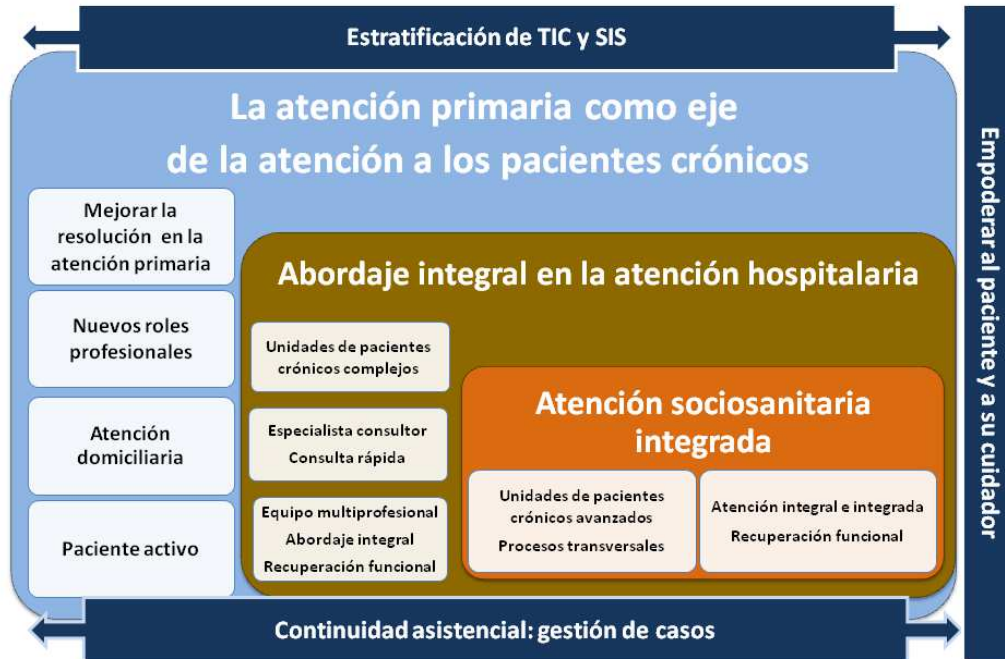 Estratificación de TIC y SIS
La atención primaria como eje
de la atención a los pacientes crónicos
Mejorar la
resolución en la
atención primaria
Nuevos roles
profesionales
Atención
domiciliaria
Paciente activo
Abordaje integral en la atención hospitalaria
Unidades de pacientes
crónicos complejos
Especialista consultor
Consulta rápida
Equipo multiprofesional
Abordaje integral
Recuperación funcional
Atención sociosanitaria
integrada
Unidades de pacientes
crónicos avanzados
Procesos transversales
Atención integral e integrada
Recuperación funcional
Continuidad asistencial: gestión de casos
Empoderar al paciente y a su cuidador